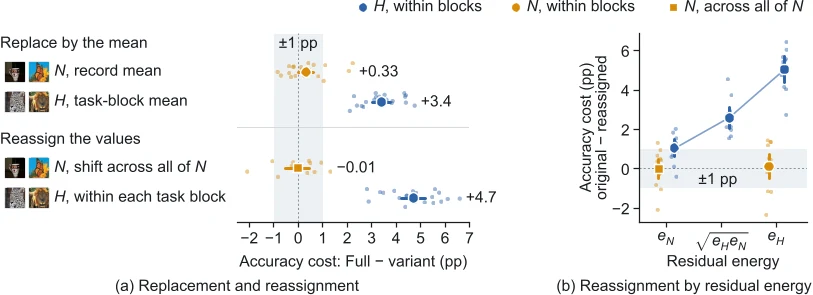 H, within blocks
N, within blocks
N, across all of N
±1 pp
Replace by the mean
N, record mean
+0.33
H, task-block mean
+3.4
Reassign the values
N, shift across all of N
−0.01
H, within each task block
+4.7
−2 −1 0 1 2 3 4 5 6 7
Accuracy cost: Full − variant (pp)
(a) Replacement and reassignment
Accuracy cost (pp)
original − reassigned
6
4
2
0
−2
±1 pp
e_N √e_He_N e_H
Residual energy
(b) Reassignment by residual energy